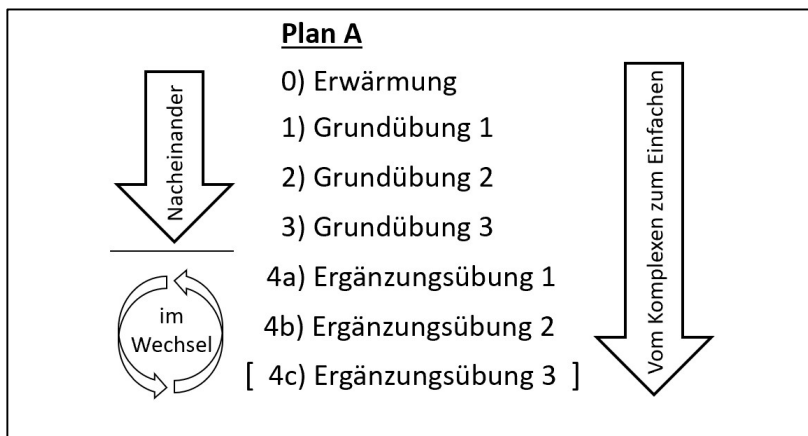 Plan A
0) Erwärmung
1) Grundübung 1
2) Grundübung 2
3) Grundübung 3
4a) Ergänzungsübung 1
4b) Ergänzungsübung 2
[ 4c) Ergänzungsübung 3 ]
Nacheinander
im
Wechsel
Vom Komplexen zum Einfachen